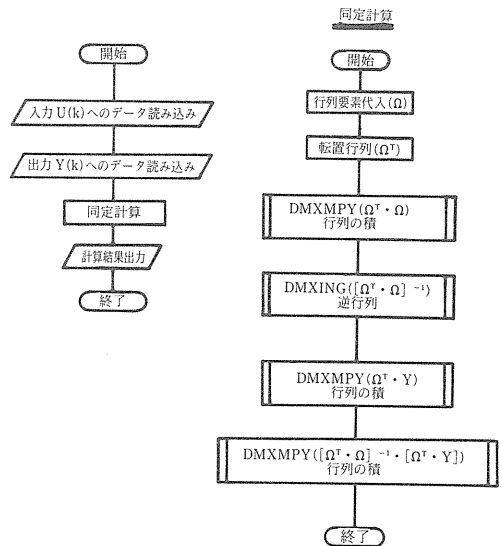 開始
入力 U(k)へのデータ読み込み
出力 Y(k)へのデータ読み込み
同定計算
計算結果出力
終了
同定計算
開始
行列要素代入(Ω)
転置行列(Ωᵀ)
DMXMPY(Ωᵀ・Ω)
行列の積
DMXING([Ωᵀ・Ω]⁻¹)
逆行列
DMXMPY(Ωᵀ・Y)
行列の積
DMXMPY([Ωᵀ・Ω]⁻¹・[Ωᵀ・Y])
行列の積
終了